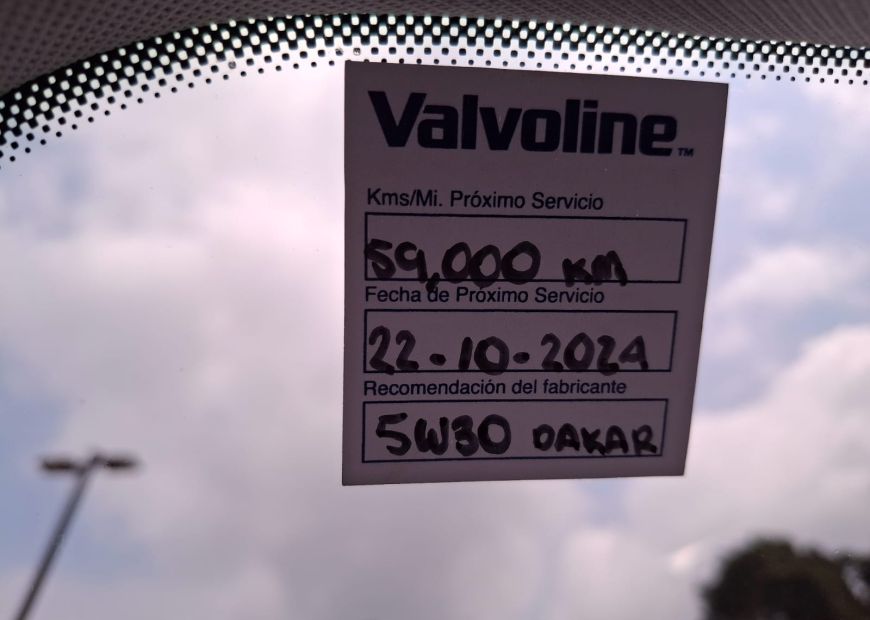 Valvoline™
Kms/Mi. Próximo Servicio
59,000 KM
Fecha de Próximo Servicio
22-10-2024
Recomendación del fabricante
5W30 DAKAR